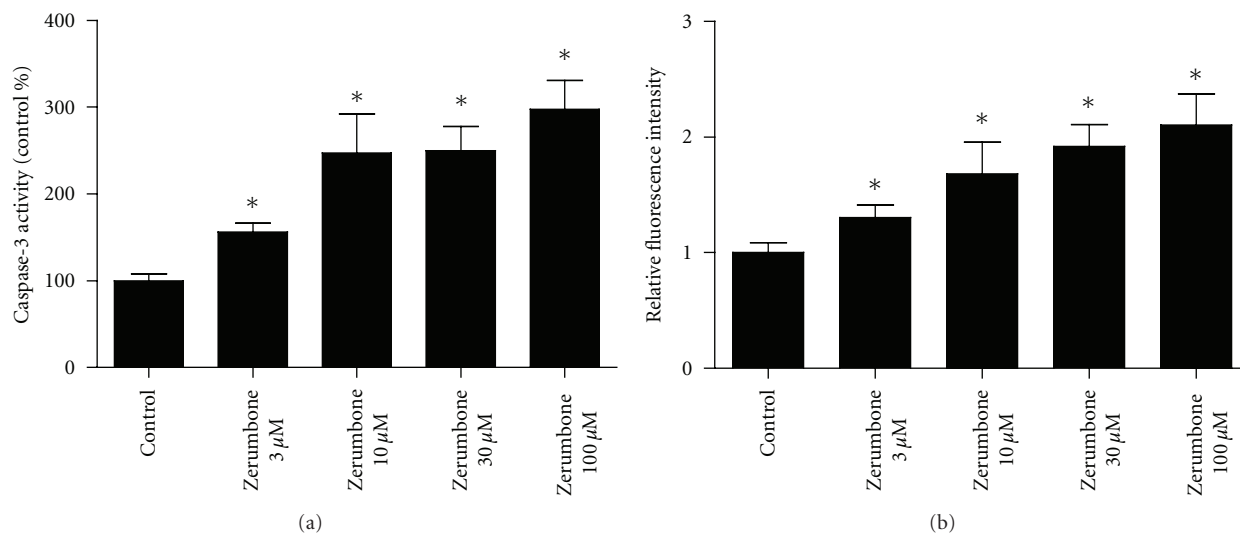 400
300
200
100
0
Caspase-3 activity (control %)
*
*
*
*
Control
Zerumbone
3 µM
Zerumbone
10 µM
Zerumbone
30 µM
Zerumbone
100 µM
(a)
3
2
1
0
Relative fluorescence intensity
*
*
*
*
Control
Zerumbone
3 µM
Zerumbone
10 µM
Zerumbone
30 µM
Zerumbone
100 µM
(b)